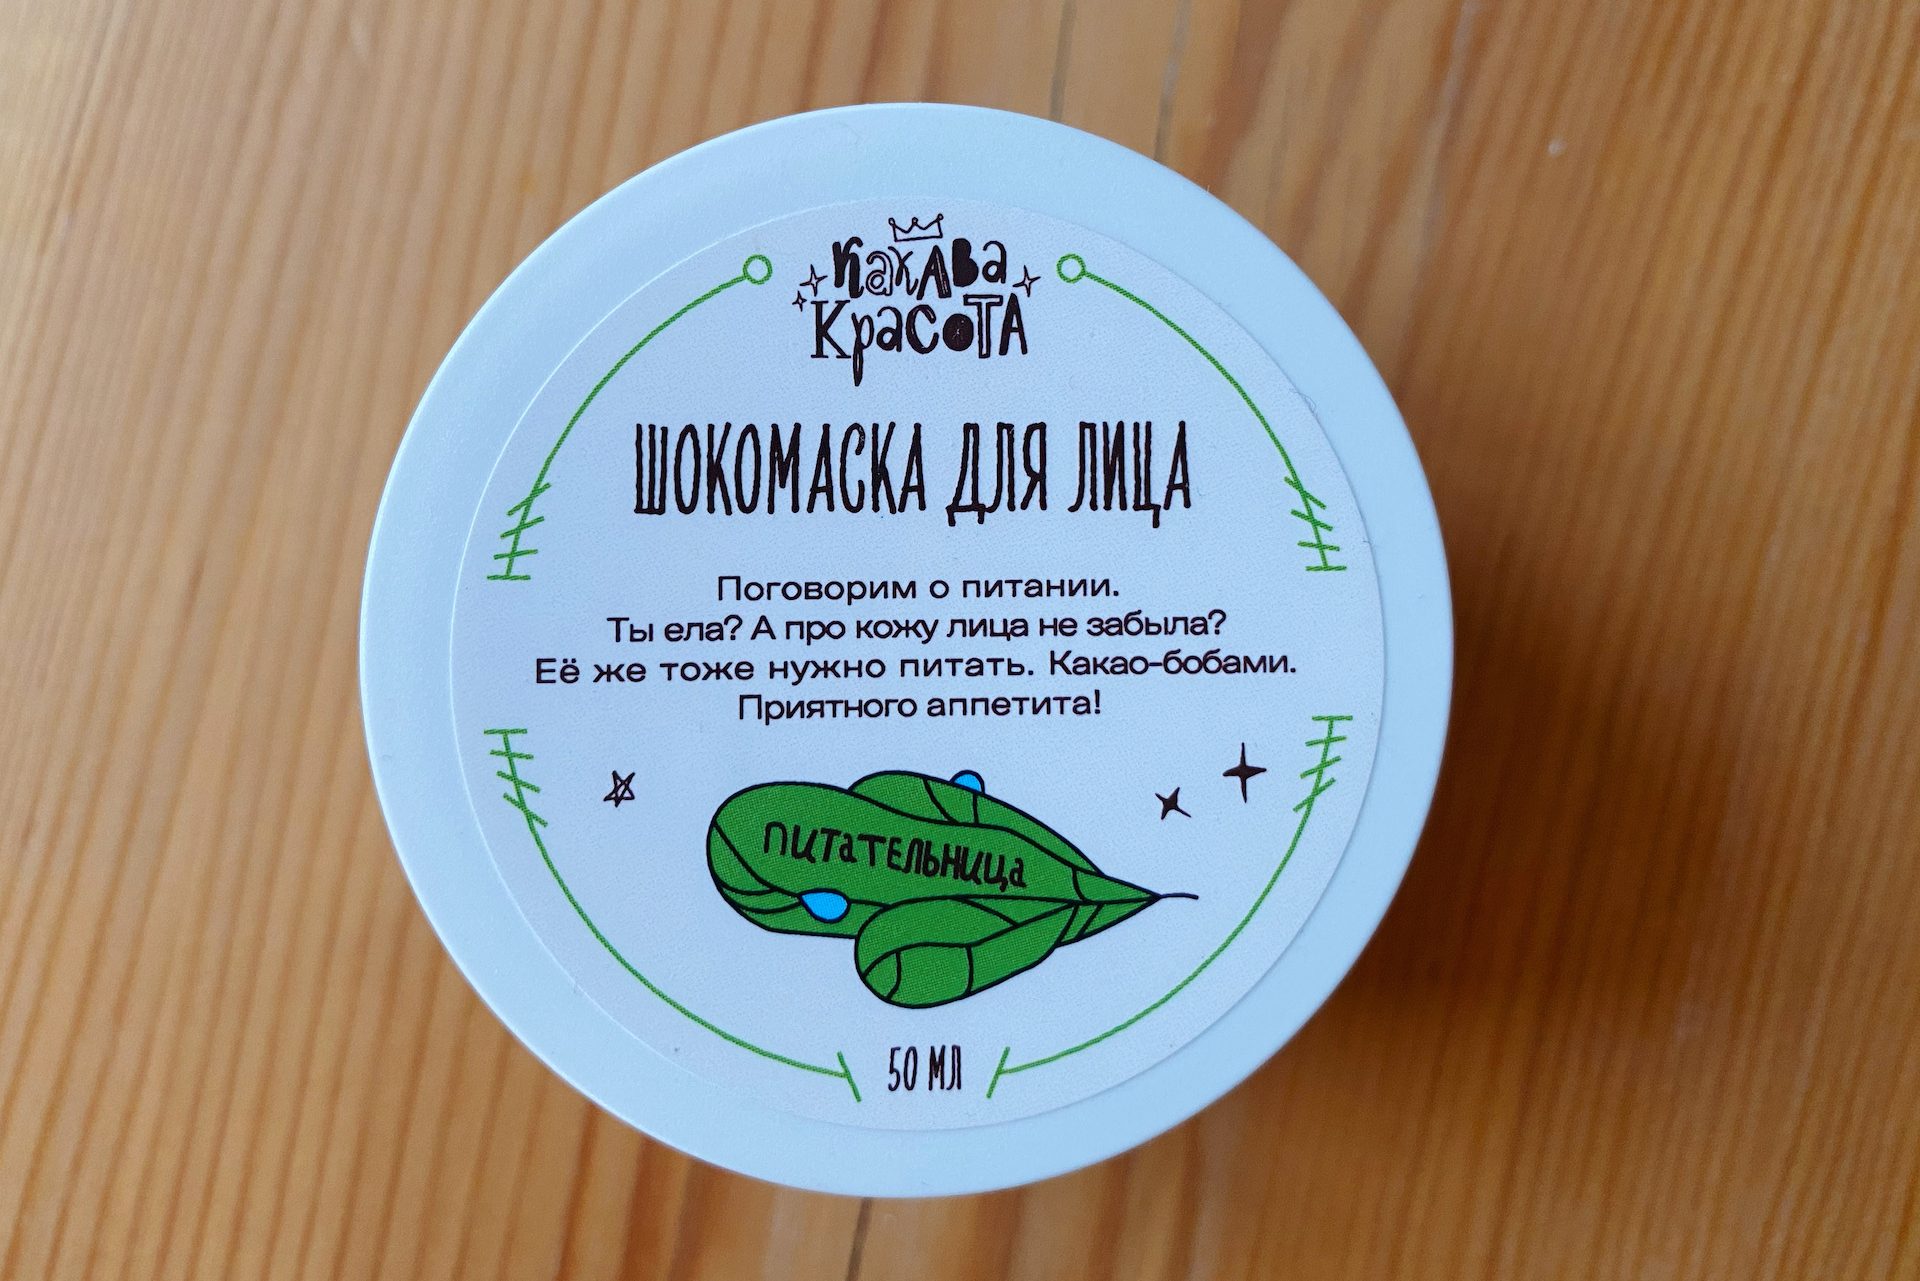 какава
красота
ШОКОМАСКА ДЛЯ ЛИЦА
Поговорим о питании.
Ты ела? А про кожу лица не забыла?
Её же тоже нужно питать. Какао-бобами.
Приятного аппетита!
питательница
50 МЛ